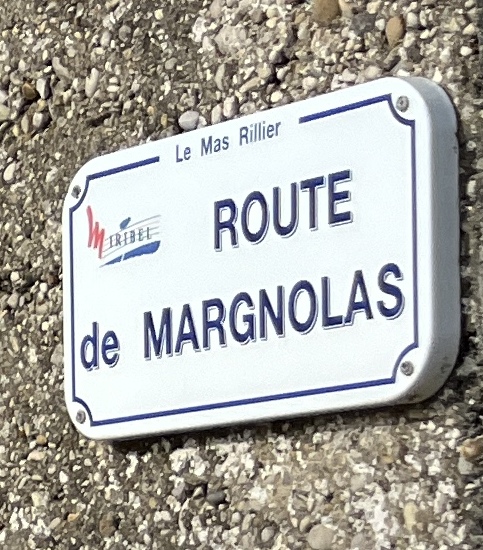 Le Mas Rillier
MIRIBEL
ROUTE
de MARGNOLAS